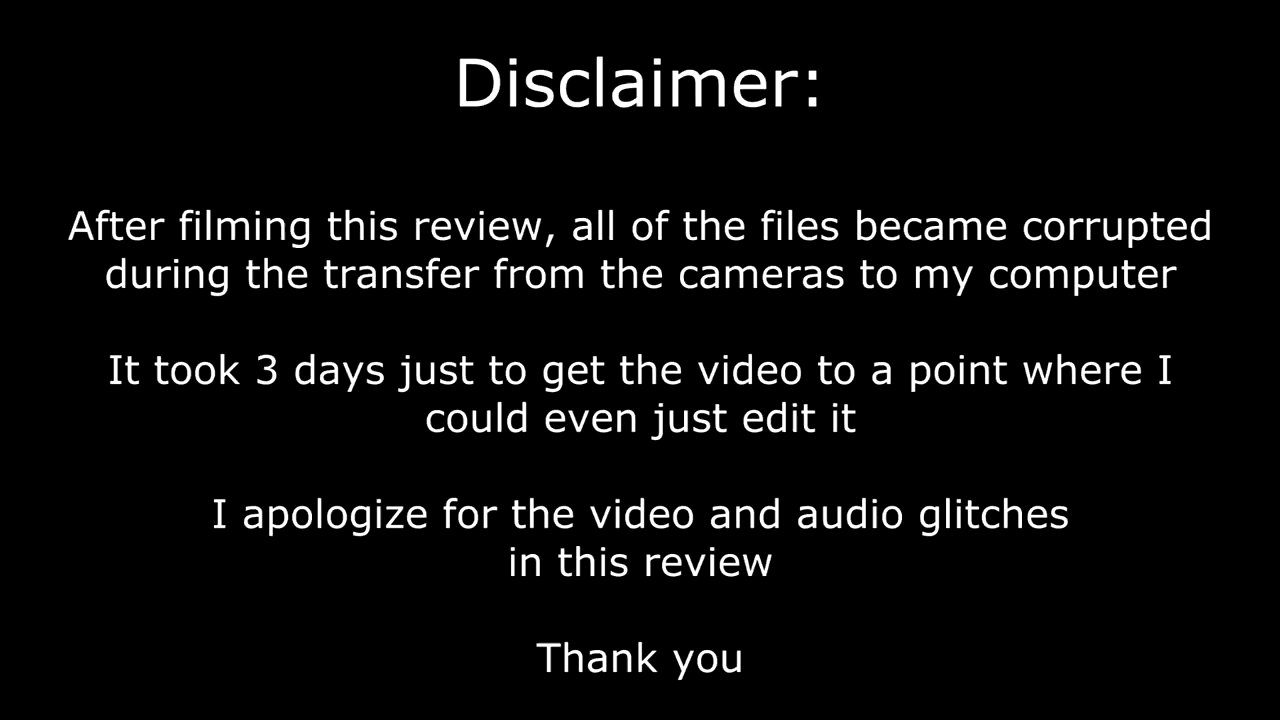 Disclaimer:
After filming this review, all of the files became corrupted
during the transfer from the cameras to my computer
It took 3 days just to get the video to a point where I
could even just edit it
I apologize for the video and audio glitches
in this review
Thank you